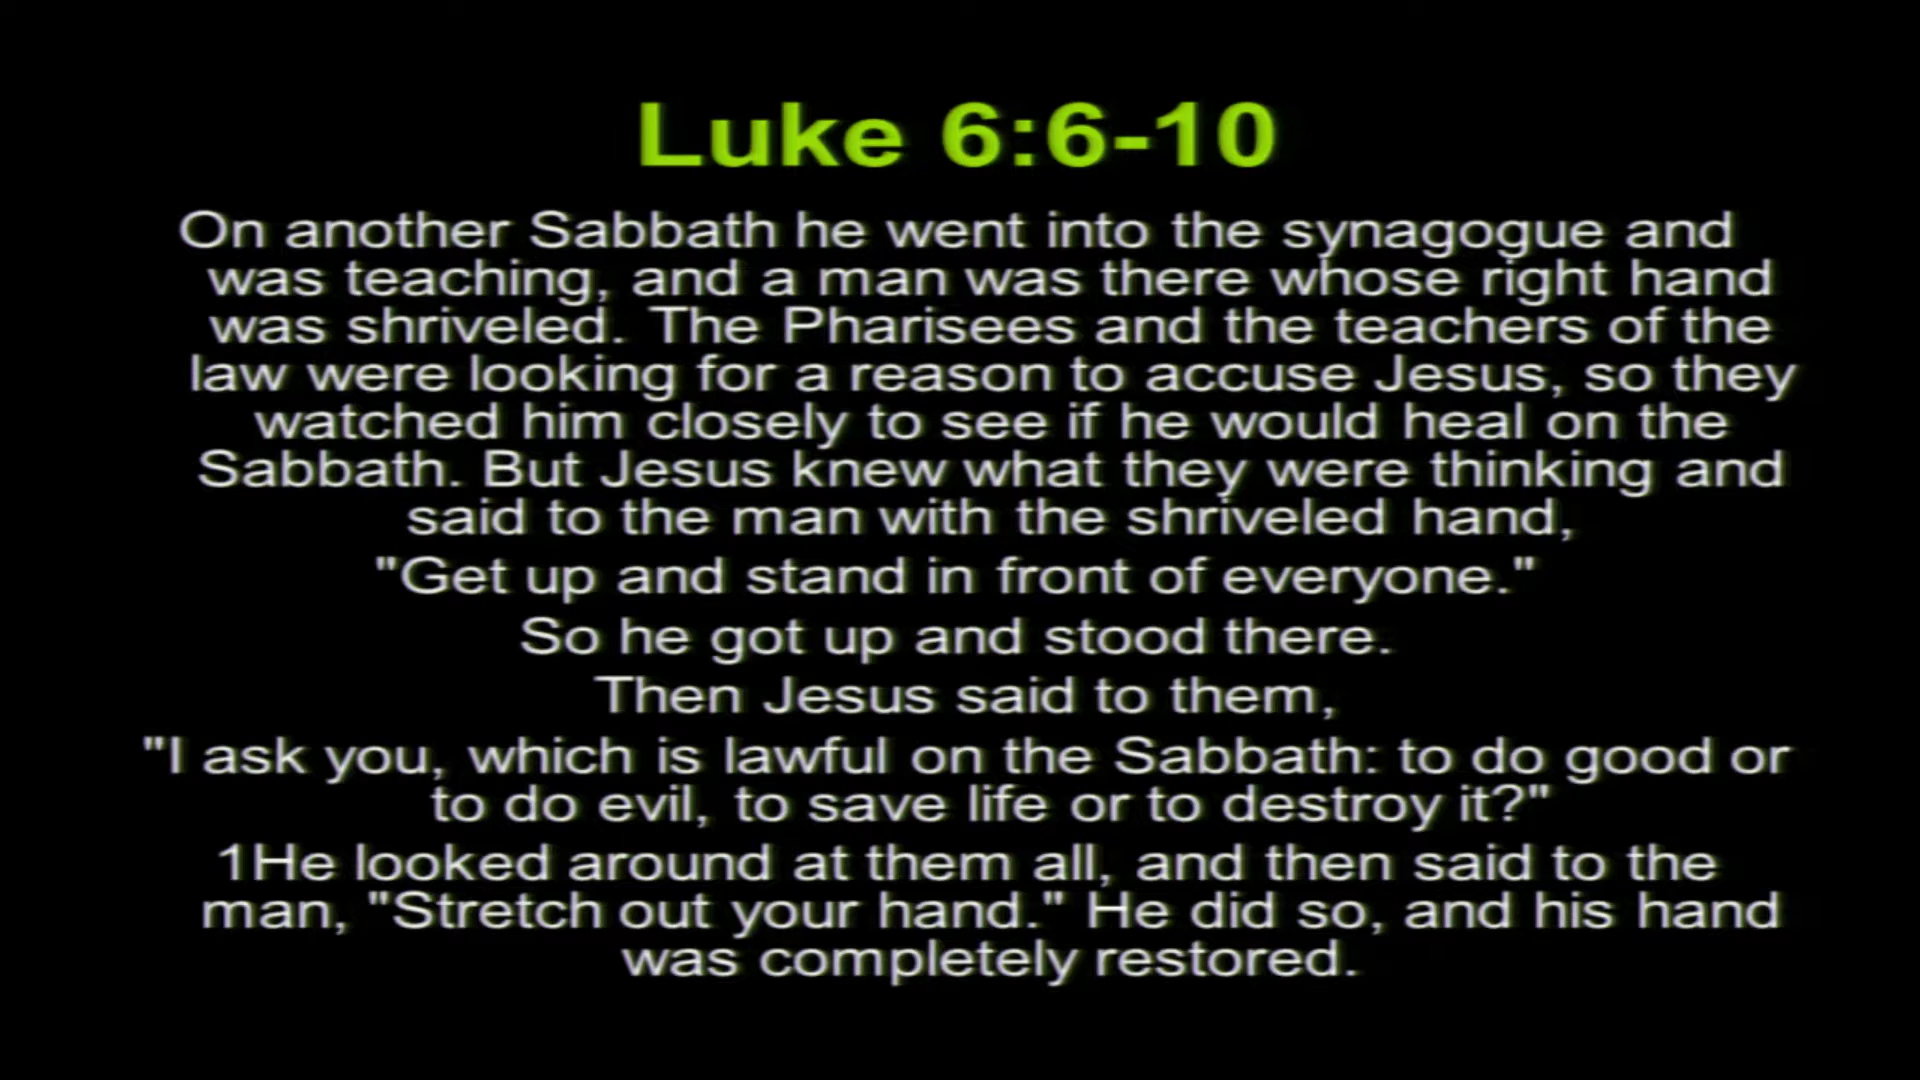 Luke 6:6-10
On another Sabbath he went into the synagogue and
was teaching, and a man was there whose right hand
was shriveled. The Pharisees and the teachers of the
law were looking for a reason to accuse Jesus, so they
watched him closely to see if he would heal on the
Sabbath. But Jesus knew what they were thinking and
said to the man with the shriveled hand,
"Get up and stand in front of everyone."
So he got up and stood there.
Then Jesus said to them,
"I ask you, which is lawful on the Sabbath: to do good or
to do evil, to save life or to destroy it?"
1He looked around at them all, and then said to the
man, "Stretch out your hand." He did so, and his hand
was completely restored.